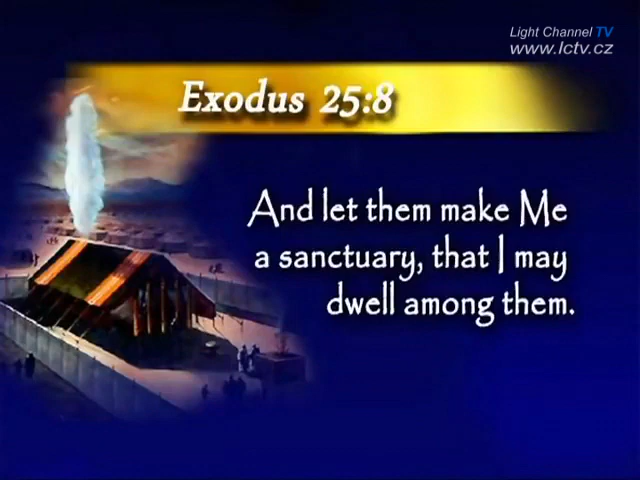 Light Channel TV
www.lctv.cz
Exodus 25:8
And let them make Me
a sanctuary, that I may
dwell among them.